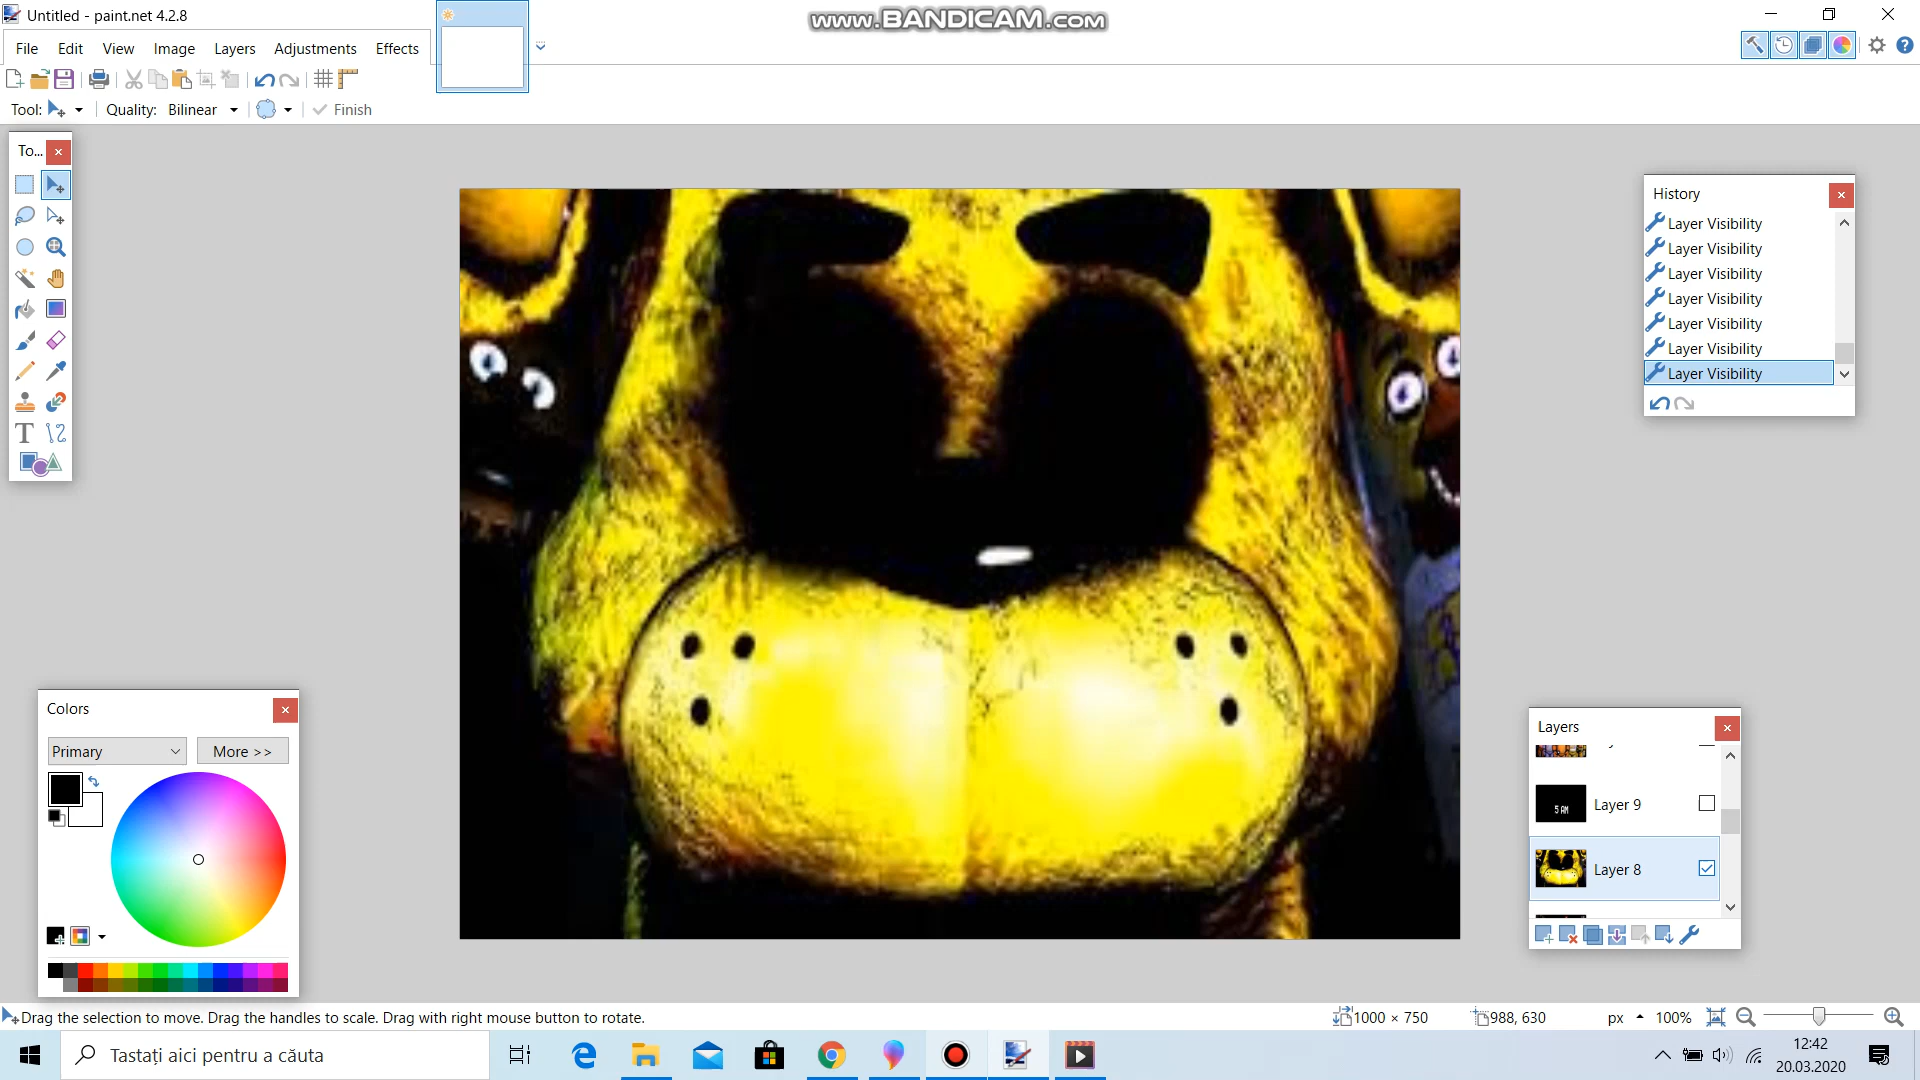 Untitled - paint.net 4.2.8
www.BANDICAM.com
File Edit View Image Layers Adjustments Effects
Tool: Quality: Bilinear Finish
To...
History
Layer Visibility
Layer Visibility
Layer Visibility
Layer Visibility
Layer Visibility
Layer Visibility
Layer Visibility
Colors
Primary More >>
Layers
5 AM
Layer 9
Layer 8
Drag the selection to move. Drag the handles to scale. Drag with right mouse button to rotate.
1000 × 750 988, 630 px 100%
Tastați aici pentru a căuta
12:42
20.03.2020